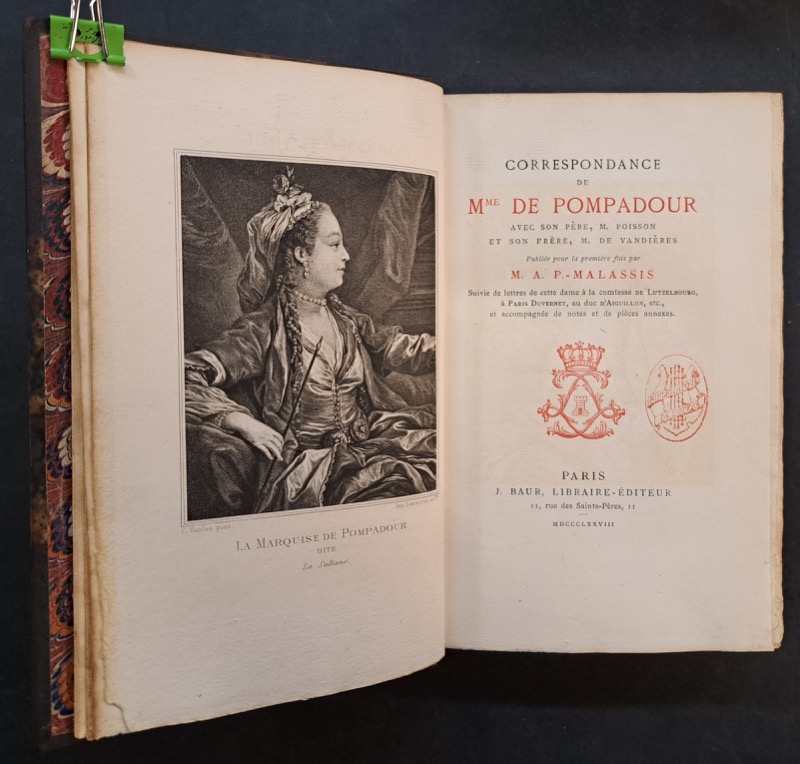 C. Vanloo pinx.
LA MARQUISE DE POMPADOUR
DITE
La Sultane
CORRESPONDANCE
DE
MME DE POMPADOUR
AVEC SON PÈRE, M. POISSON
ET SON FRÈRE, M. DE VANDIÈRES
Publiée pour la première fois par
M. A. P.-MALASSIS
Suivie de lettres de cette dame à la comtesse DE LUTZELBOURG,
à PARIS DUVERNEY, au duc D'AIGUILLON, etc.,
et accompagnée de notes et de pièces annexes.
PARIS
J. BAUR, LIBRAIRE-ÉDITEUR
11, rue des Saints-Pères, 11
MDCCCLXXVIII